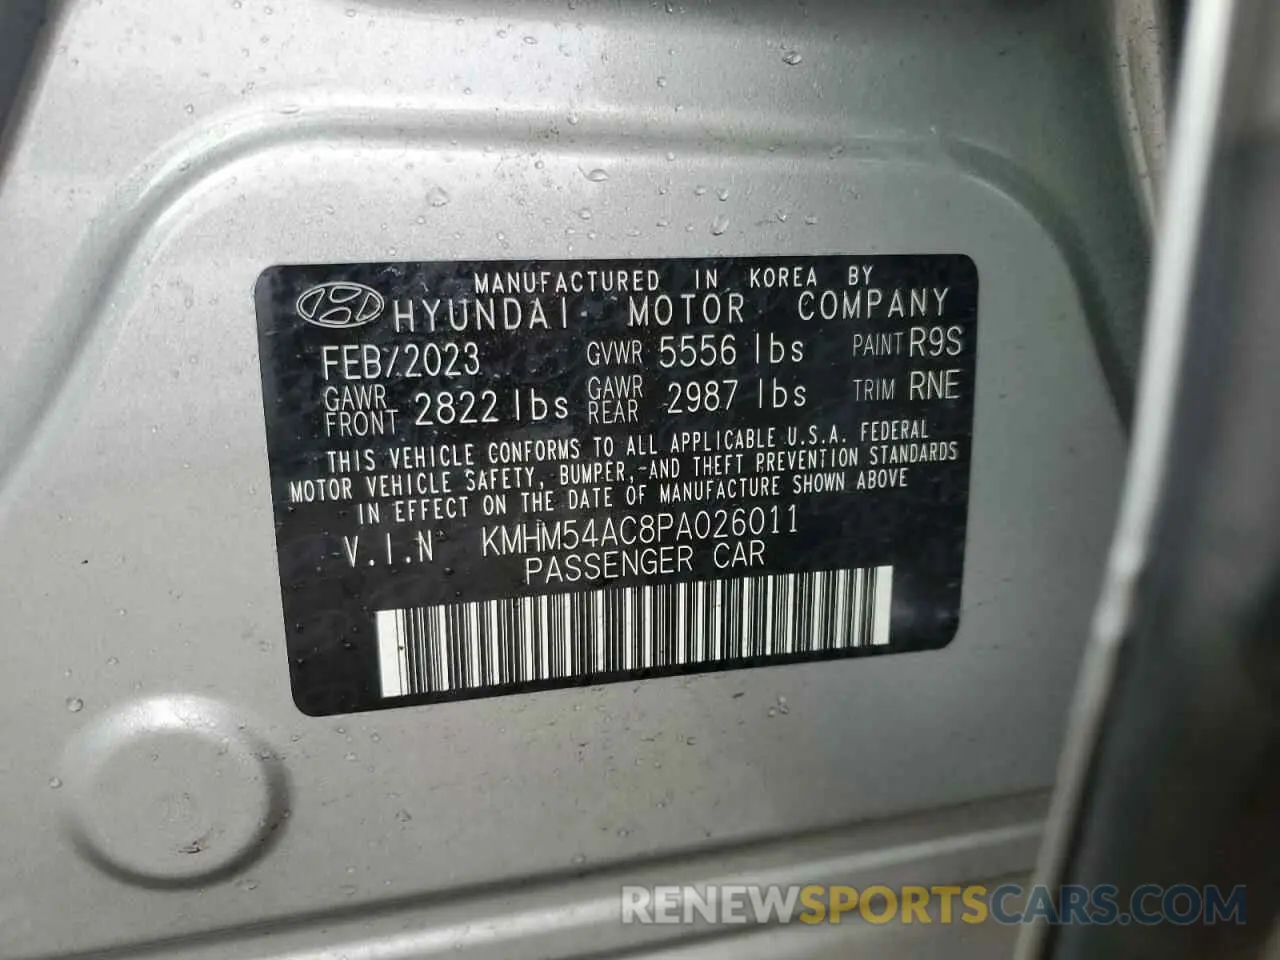 MANUFACTURED IN KOREA BY
HYUNDAI MOTOR COMPANY
FEB/2023 GVWR 5556 lbs PAINT R9S
GAWR FRONT 2822 lbs GAWR REAR 2987 lbs TRIM RNE
THIS VEHICLE CONFORMS TO ALL APPLICABLE U.S.A. FEDERAL
MOTOR VEHICLE SAFETY, BUMPER, AND THEFT PREVENTION STANDARDS
IN EFFECT ON THE DATE OF MANUFACTURE SHOWN ABOVE
V.I.N KMHM54AC8PA026011
PASSENGER CAR
RENEWSPORTSCARS.COM